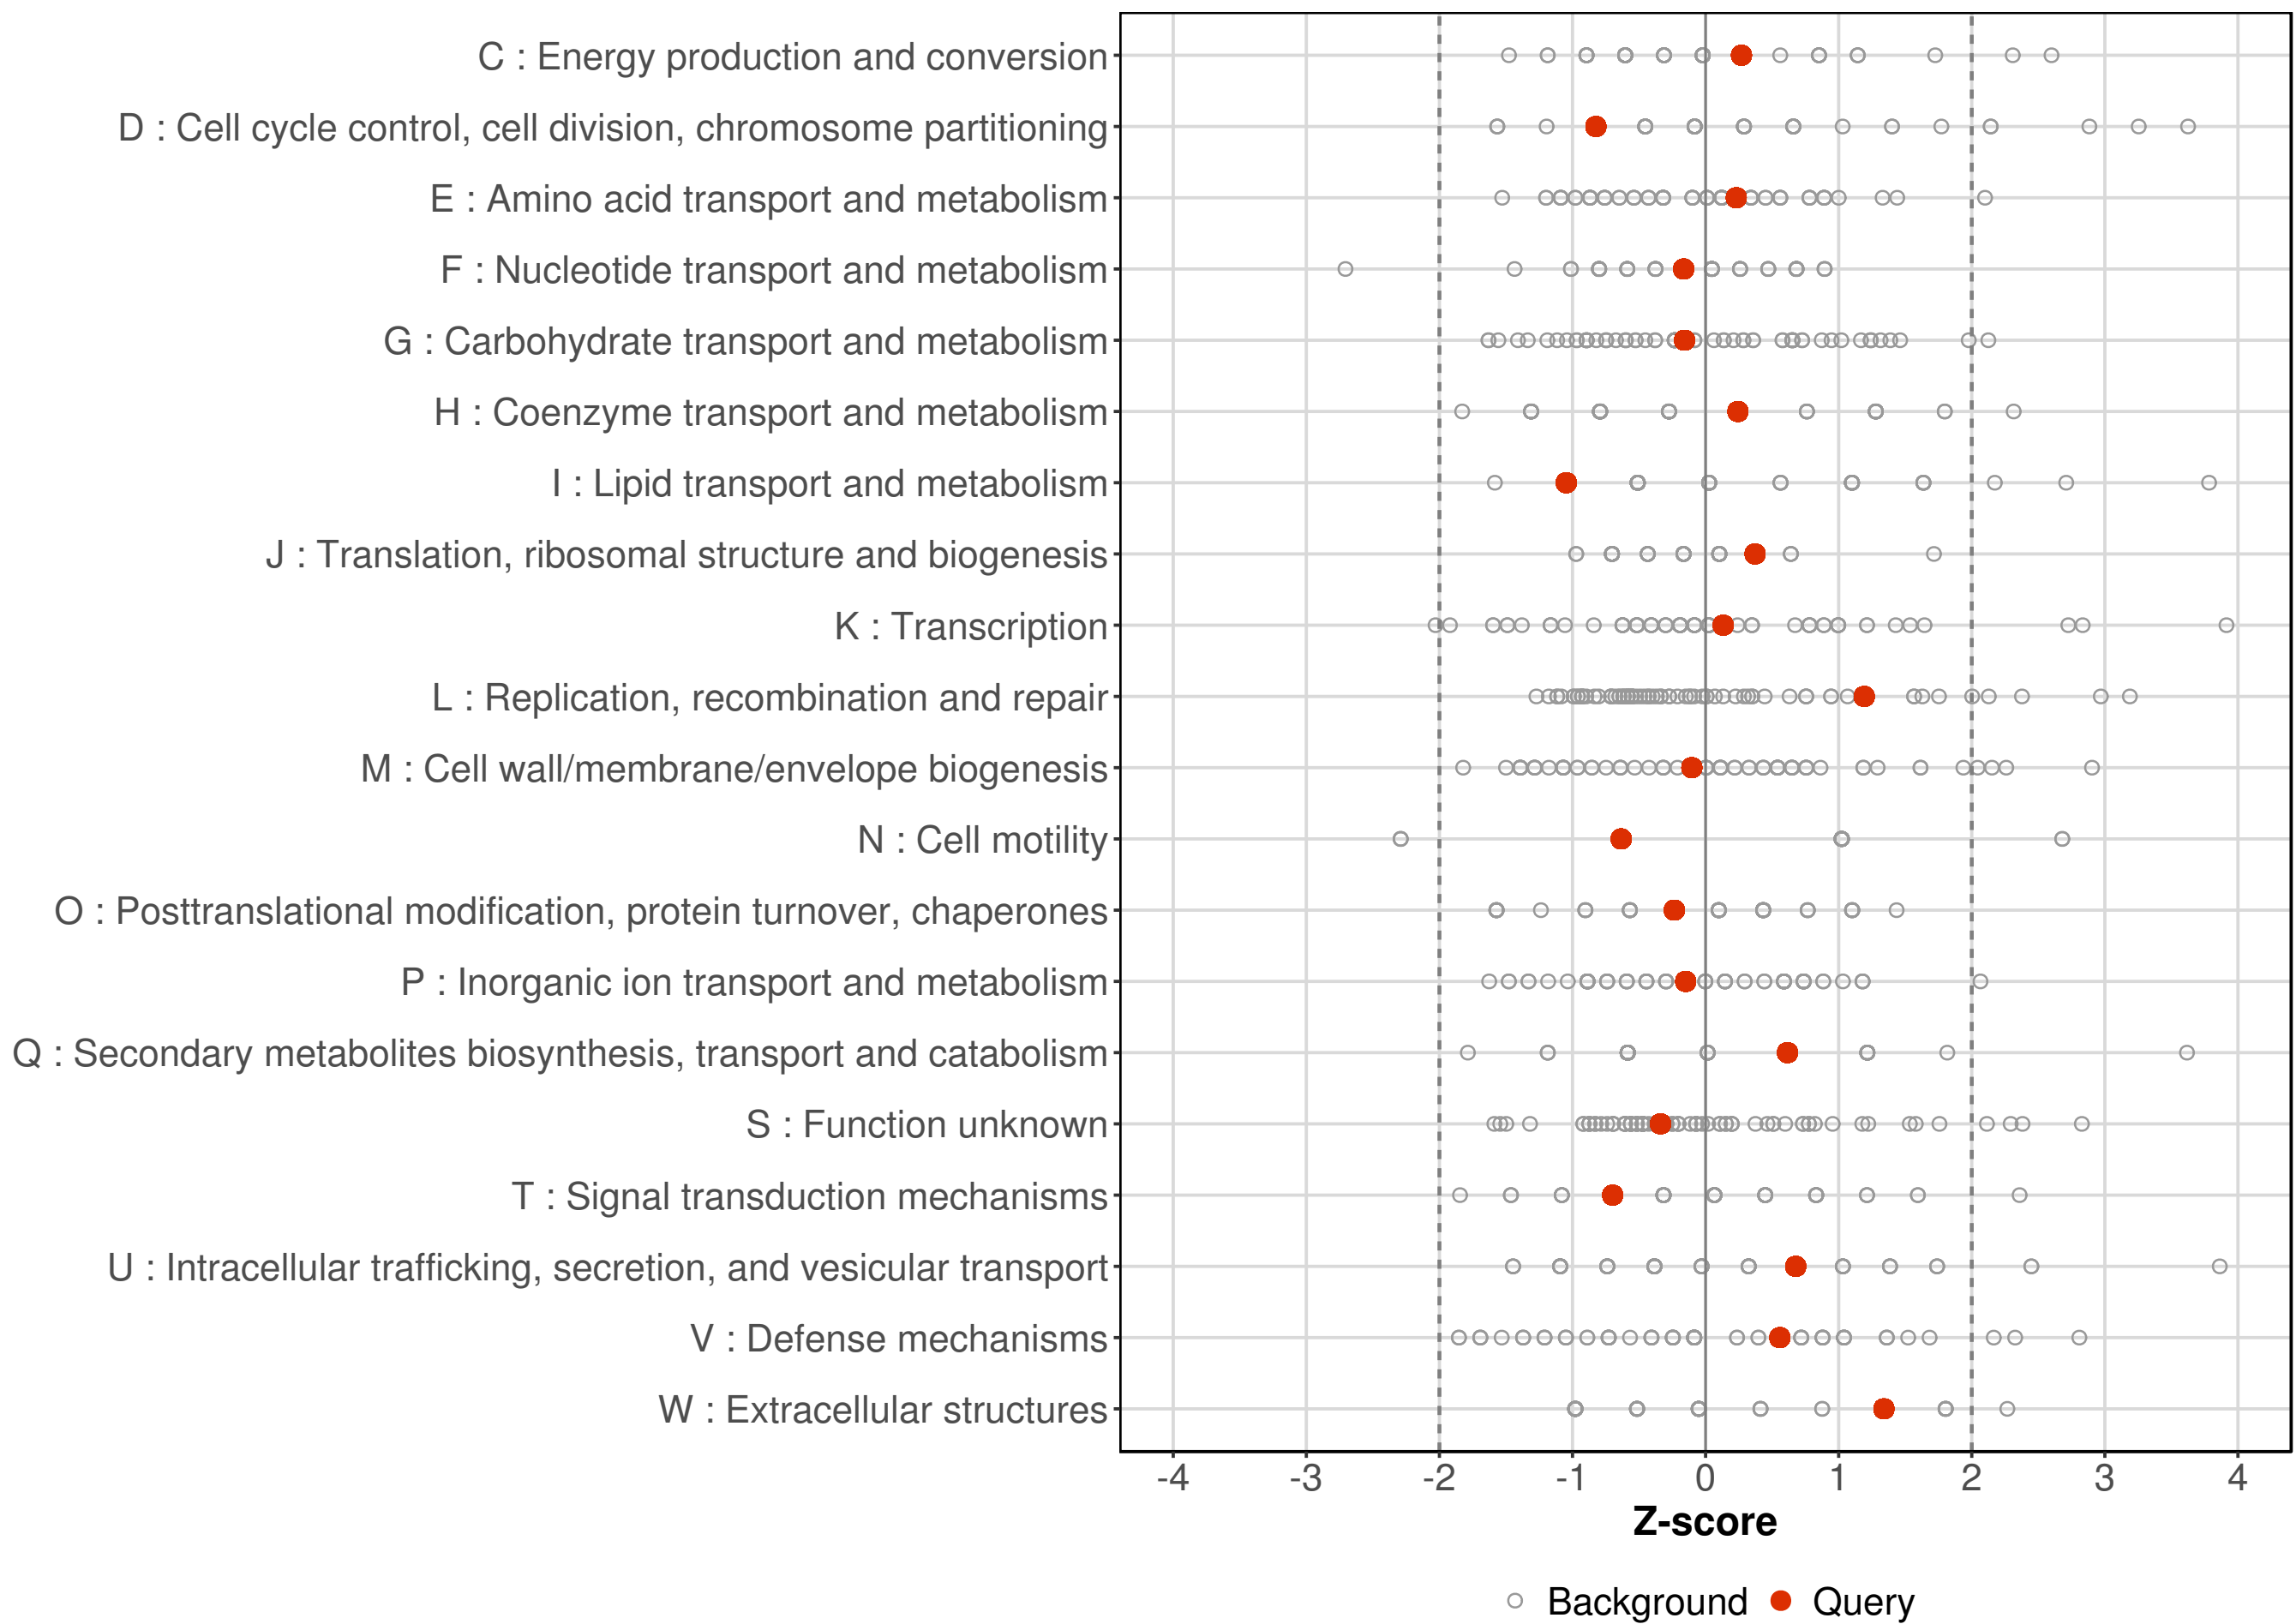 C : Energy production and conversion
D : Cell cycle control, cell division, chromosome partitioning
E : Amino acid transport and metabolism
F : Nucleotide transport and metabolism
G : Carbohydrate transport and metabolism
H : Coenzyme transport and metabolism
I : Lipid transport and metabolism
J : Translation, ribosomal structure and biogenesis
K : Transcription
L : Replication, recombination and repair
M : Cell wall/membrane/envelope biogenesis
N : Cell motility
O : Posttranslational modification, protein turnover, chaperones
P : Inorganic ion transport and metabolism
Q : Secondary metabolites biosynthesis, transport and catabolism
S : Function unknown
T : Signal transduction mechanisms
U : Intracellular trafficking, secretion, and vesicular transport
V : Defense mechanisms
W : Extracellular structures
-4 -3 -2 -1 0 1 2 3 4
Z-score
Background Query